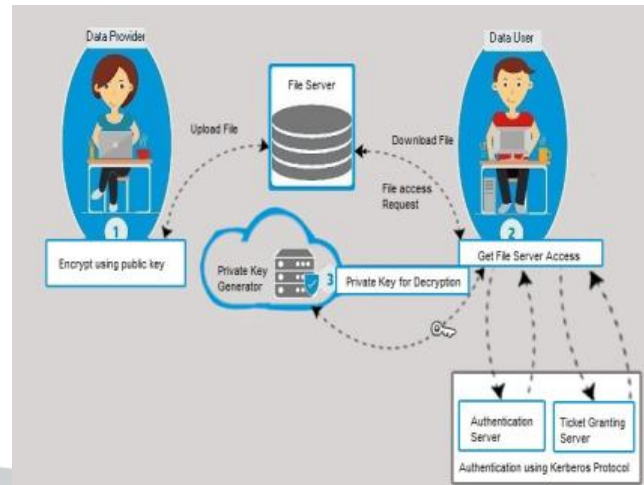 Data Provider
Data User
File Server
Upload File
Download File
File access
Request
1
2
Encrypt using public key
Get File Server Access
Private Key
Generator
3
Private Key for Decryption
Authentication
Server
Ticket Granting
Server
Authentication using Kerberos Protocol